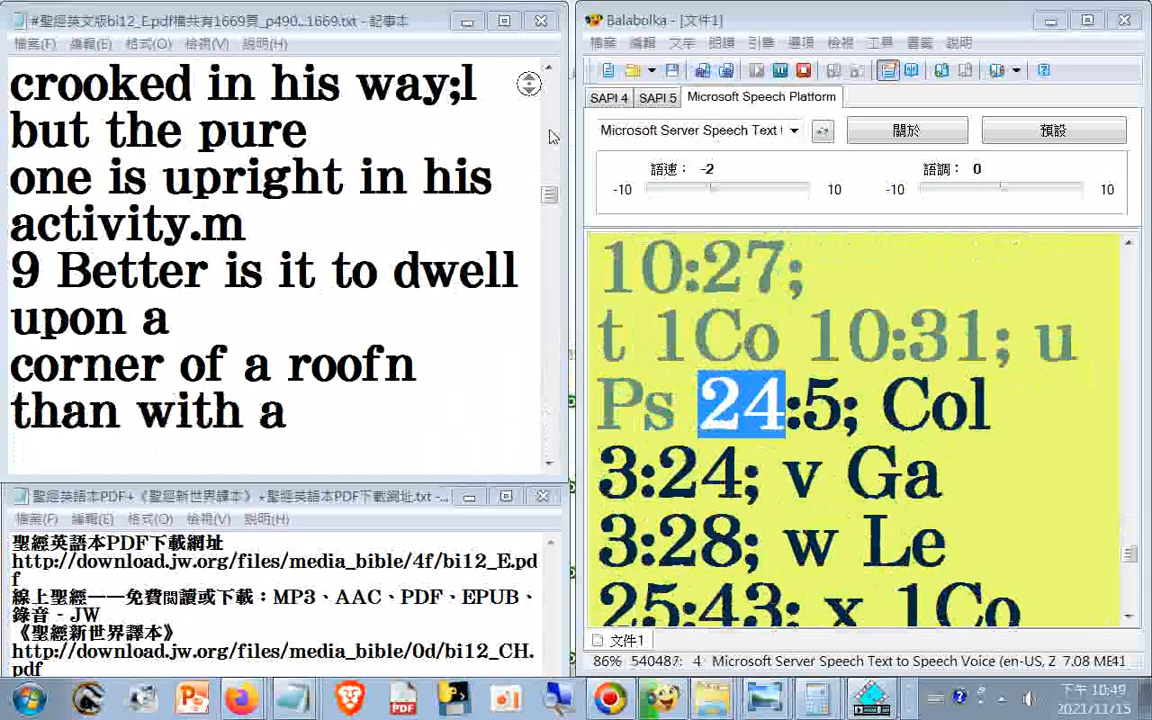 #聖經英文版bi12_E.pdf檔共有1669頁_p490...1669.txt - 記事本
檔案(F) 編輯(E) 格式(O) 檢視(V) 說明(H)
crooked in his way;l
but the pure
one is upright in his
activity.m
9 Better is it to dwell
upon a
corner of a roofn
than with a
聖經英語本PDF+《聖經新世界譯本》+聖經英語本PDF下載網址.txt -...
檔案(F) 編輯(E) 格式(O) 檢視(V) 說明(H)
聖經英語本PDF下載網址
http://download.jw.org/files/media_bible/4f/bi12_E.pd
f
線上聖經——免費閱讀或下載：MP3、AAC、PDF、EPUB、
錄音 - JW
《聖經新世界譯本》
http://download.jw.org/files/media_bible/0d/bi12_CH.
pdf
Balabolka - [文件1]
檔案 編輯 文字 朗讀 引擎 選項 檢視 工具 書籤 說明
SAPI 4 SAPI 5 Microsoft Speech Platform
Microsoft Server Speech Text 關於 預設
語速： -2 語調： 0
-10 10 -10 10
10:27;
t 1Co 10:31; u
Ps 24:5; Col
3:24; v Ga
3:28; w Le
25:43; x 1Co
文件1
86% 540487: 4 Microsoft Server Speech Text to Speech Voice (en-US, Z 7.08 ME41
下午 10:49
2021/11/15